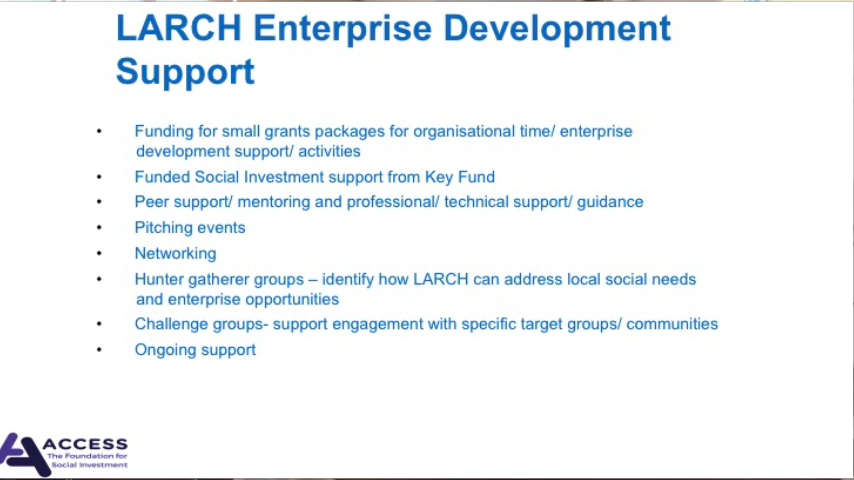 LARCH Enterprise Development
Support
• Funding for small grants packages for organisational time/ enterprise
development support/ activities
• Funded Social Investment support from Key Fund
• Peer support/ mentoring and professional/ technical support/ guidance
• Pitching events
• Networking
• Hunter gatherer groups – identify how LARCH can address local social needs
and enterprise opportunities
• Challenge groups- support engagement with specific target groups/ communities
• Ongoing support
ACCESS
The Foundation for
Social Investment